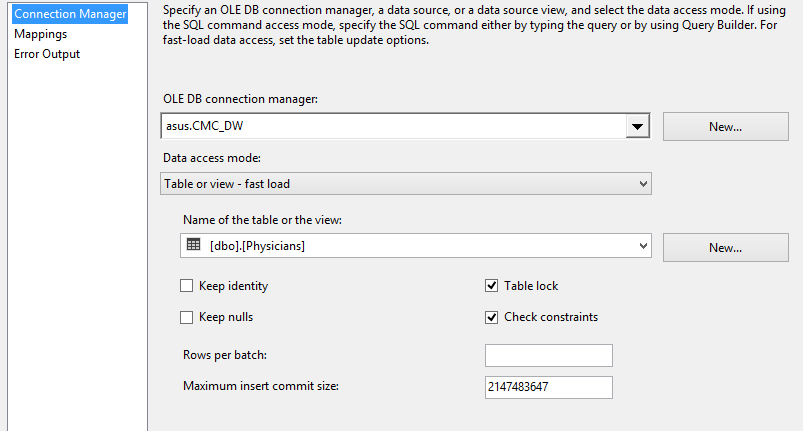 Connection Manager
Mappings
Error Output
Specify an OLE DB connection manager, a data source, or a data source view, and select the data access mode. If using
the SQL command access mode, specify the SQL command either by typing the query or by using Query Builder. For
fast-load data access, set the table update options.
OLE DB connection manager:
asus.CMC_DW
New...
Data access mode:
Table or view - fast load
Name of the table or the view:
[dbo].[Physicians]
New...
Keep identity
Table lock
Keep nulls
Check constraints
Rows per batch:
Maximum insert commit size:
2147483647